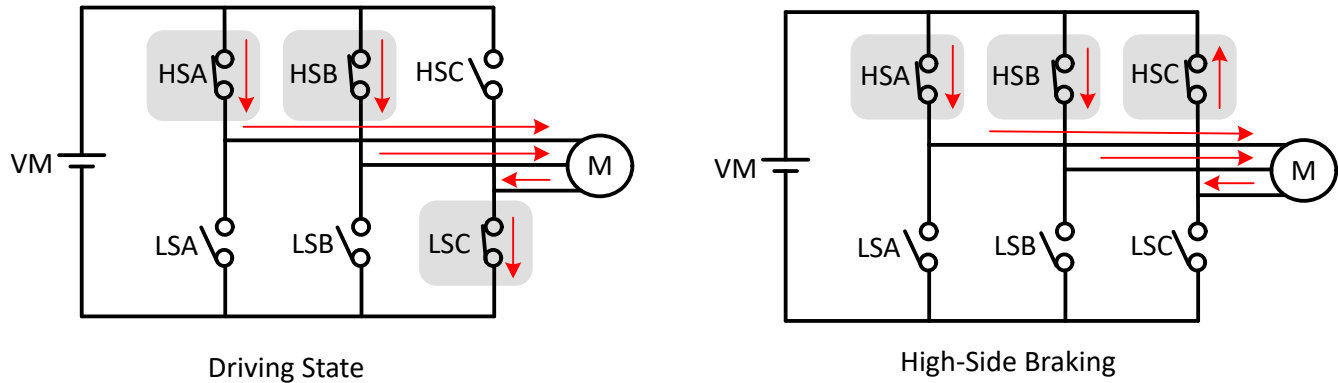 HSA HSB HSC
VM M
LSA LSB LSC
Driving State
HSA HSB HSC
VM M
LSA LSB LSC
High-Side Braking